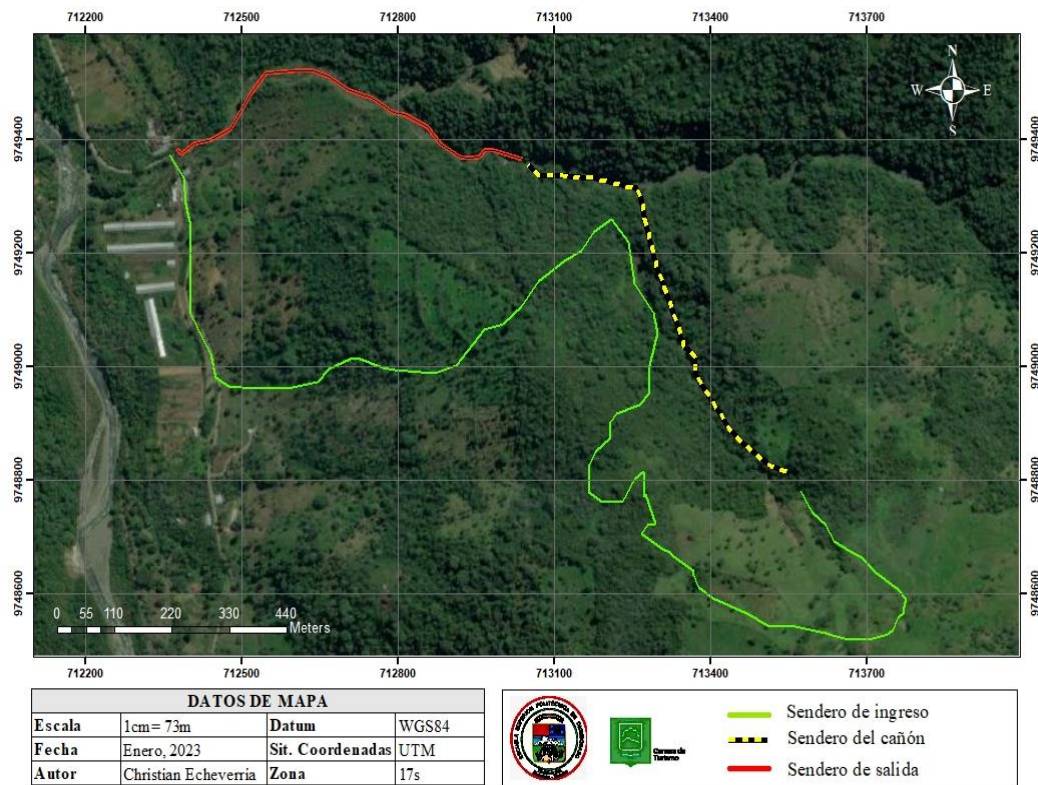 712200 712500 712800 713100 713400 713700
N
W E
S
9749400 9749400
9749200 9749200
9749000 9749000
9748800 9748800
9748600 9748600
0 55 110 220 330 440
Meters
712200 712500 712800 713100 713400 713700
DATOS DE MAPA
Escala 1cm= 73m Datum WGS84
Fecha Enero, 2023 Sit. Coordenadas UTM
Autor Christian Echeverría Zona 17s
Turismo
Sendero de ingreso
Sendero del cañón
Sendero de salida